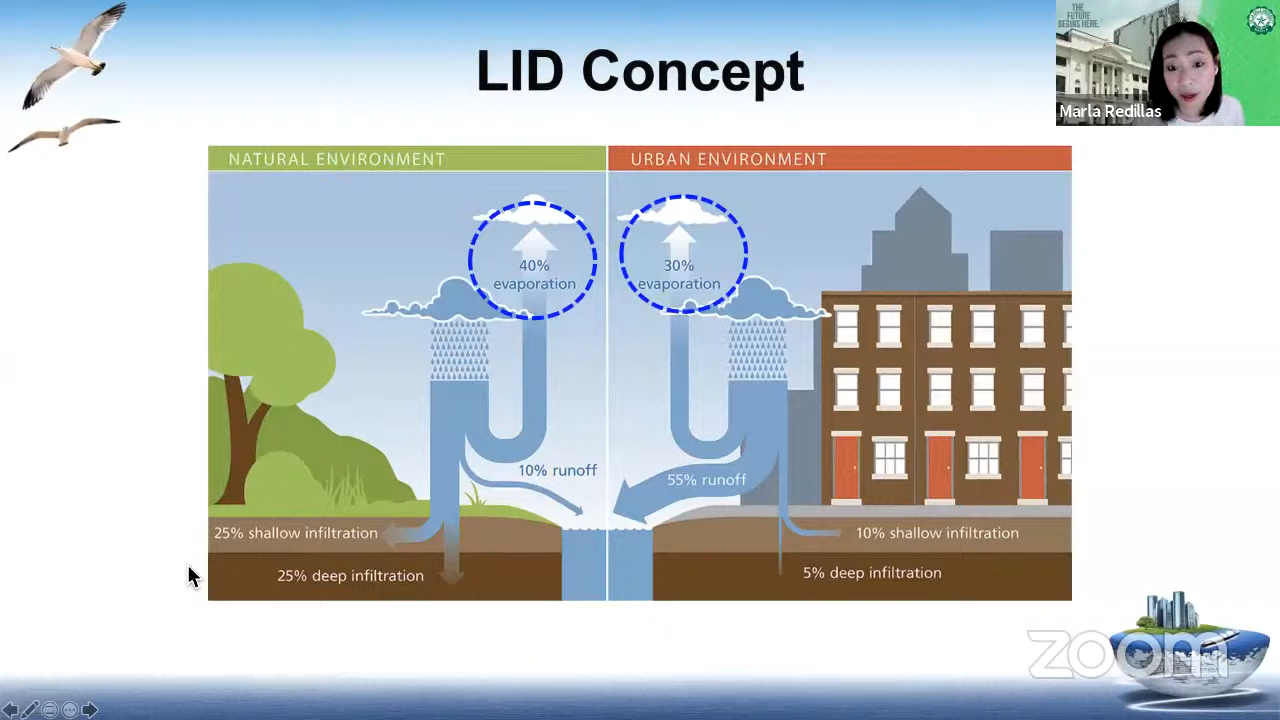 LID Concept
THE
FUTURE
BEGINS HERE.
Marla Redillas
NATURAL ENVIRONMENT
URBAN ENVIRONMENT
40%
evaporation
30%
evaporation
10% runoff
55% runoff
25% shallow infiltration
10% shallow infiltration
25% deep infiltration
5% deep infiltration
zoom